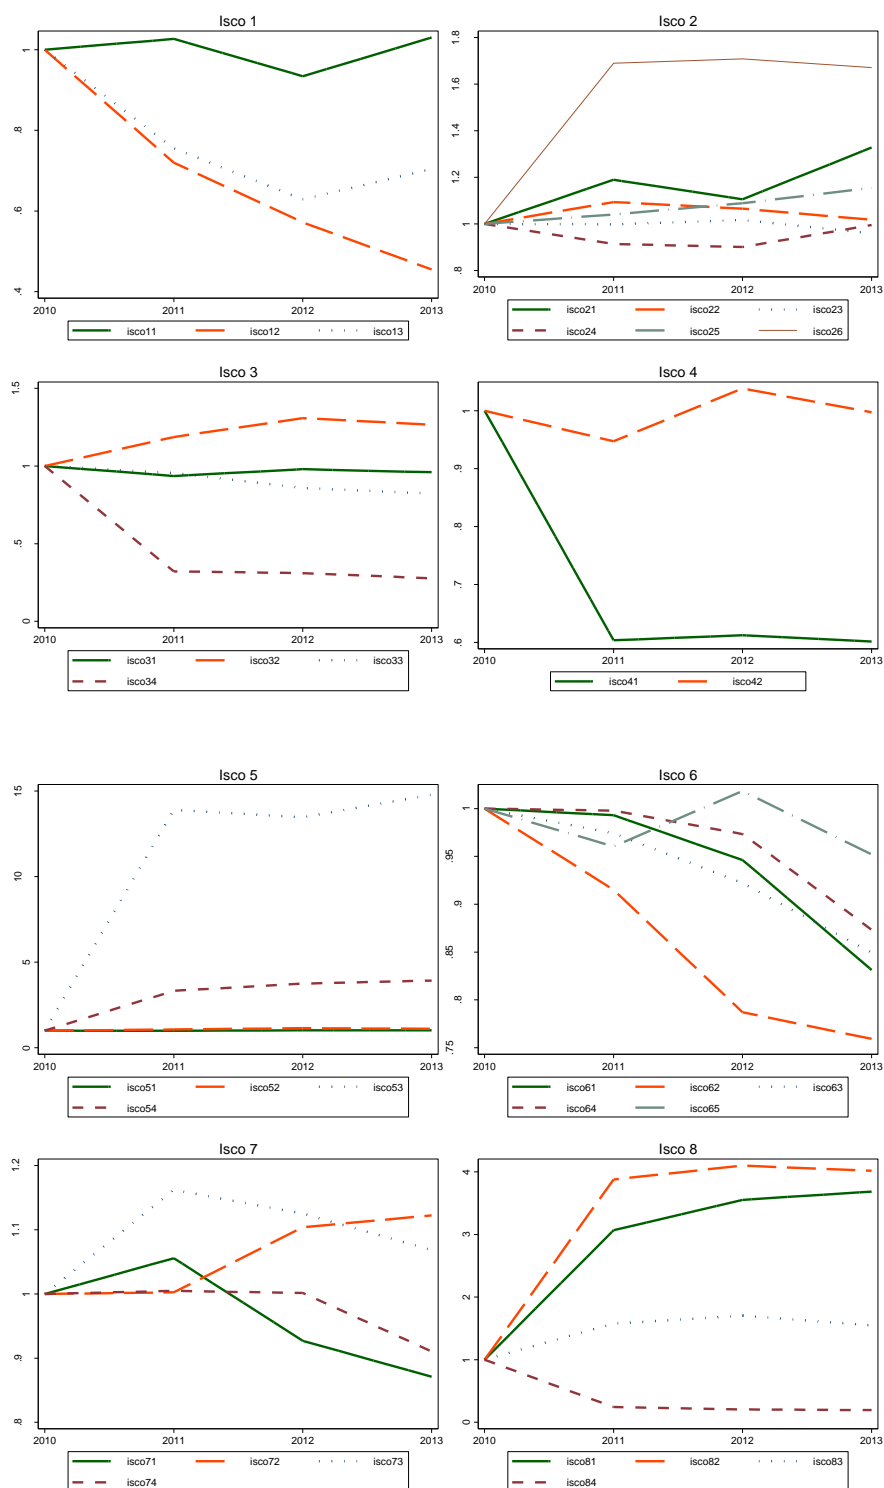 Isco 1
1
.8
.6
.4
2010 2011 2012 2013
isco11 isco12 isco13
Isco 2
1.8
1.6
1.4
1.2
1
.8
2010 2011 2012 2013
isco21 isco22 isco23
isco24 isco25 isco26
Isco 3
1.5
1
.5
0
2010 2011 2012 2013
isco31 isco32 isco33
isco34
Isco 4
1
.9
.8
.7
.6
2010 2011 2012 2013
isco41 isco42
Isco 5
15
10
5
0
2010 2011 2012 2013
isco51 isco52 isco53
isco54
Isco 6
1
.95
.9
.85
.8
.75
2010 2011 2012 2013
isco61 isco62 isco63
isco64 isco65
Isco 7
1.2
1.1
1
.9
.8
2010 2011 2012 2013
isco71 isco72 isco73
isco74
Isco 8
4
3
2
1
0
2010 2011 2012 2013
isco81 isco82 isco83
isco84